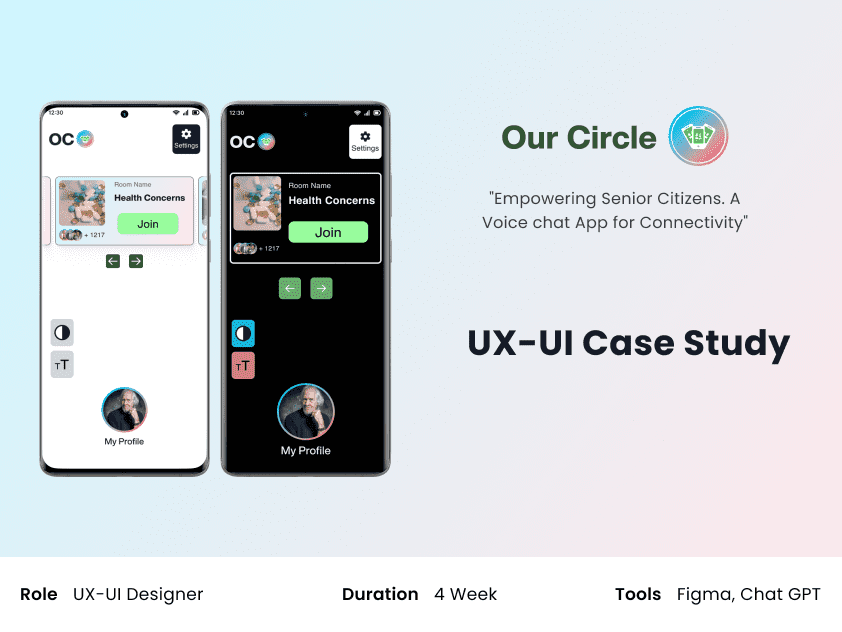 12:30
OC
Settings
Room Name
Health Concerns
Join
+ 1217
TT
My Profile
12:30
OC
Settings
Room Name
Health Concerns
Join
+ 1217
TT
My Profile
Our Circle
"Empowering Senior Citizens. A
Voice chat App for Connectivity"
UX-UI Case Study
Role UX-UI Designer
Duration 4 Week
Tools Figma, Chat GPT